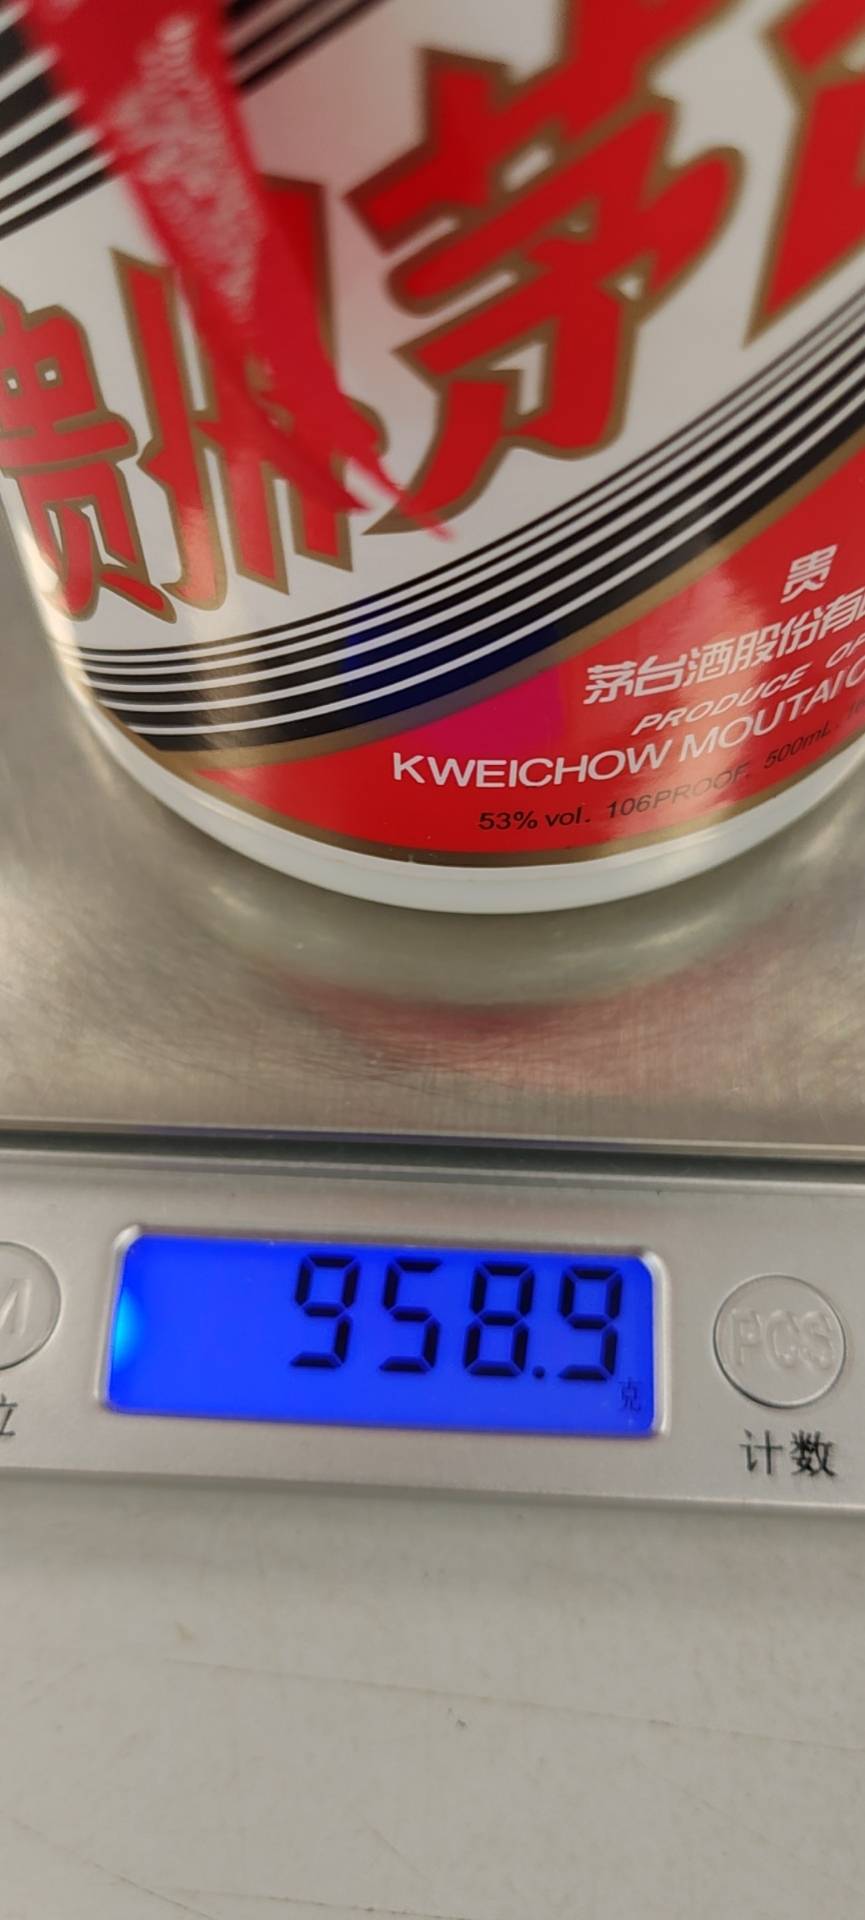 贵州茅
贵
茅台酒股份有
PRODUCE OF
KWEICHOW MOUTAI
53% vol. 106PROOF. 500mL.
958.9
克
PCS
计数